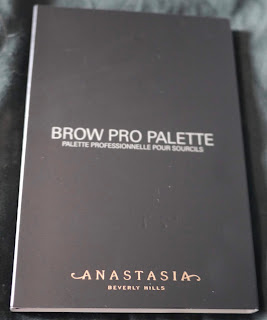 BROW PRO PALETTE
PALETTE PROFESSIONNELLE POUR SOURCILS
ANASTASIA
BEVERLY HILLS